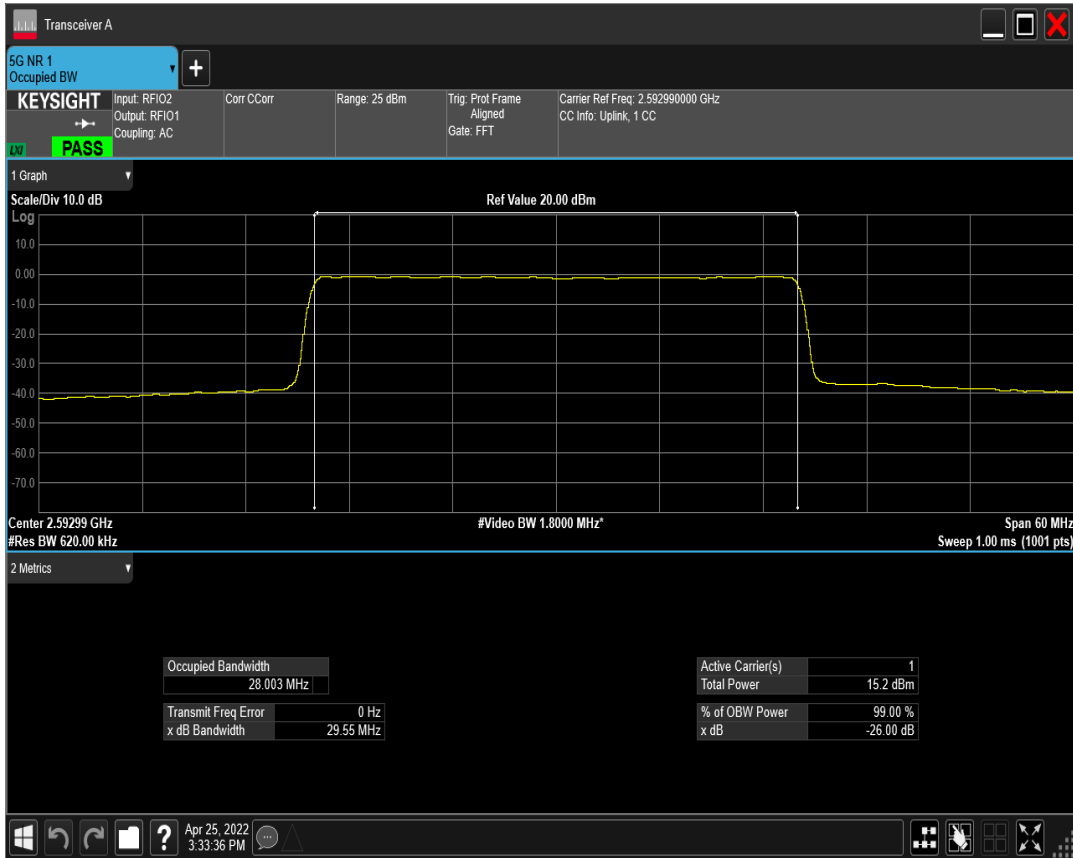 Transceiver A
5G NR 1
Occupied BW
KEYSIGHT
Input: RFIO2
Output: RFIO1
Coupling: AC
Corr CCorr
Range: 25 dBm
Trig: Prot Frame
Aligned
Gate: FFT
Carrier Ref Freq: 2.592990000 GHz
CC Info: Uplink, 1 CC
LXI
PASS
1 Graph
Scale/Div 10.0 dB
Ref Value 20.00 dBm
Log
10.0
0.00
-10.0
-20.0
-30.0
-40.0
-50.0
-60.0
-70.0
Center 2.59299 GHz
#Video BW 1.8000 MHz*
Span 60 MHz
#Res BW 620.00 kHz
Sweep 1.00 ms (1001 pts)
2 Metrics
Occupied Bandwidth
28.003 MHz
Transmit Freq Error 0 Hz
x dB Bandwidth 29.55 MHz
Active Carrier(s) 1
Total Power 15.2 dBm
% of OBW Power 99.00 %
x dB -26.00 dB
Apr 25, 2022
3:33:36 PM